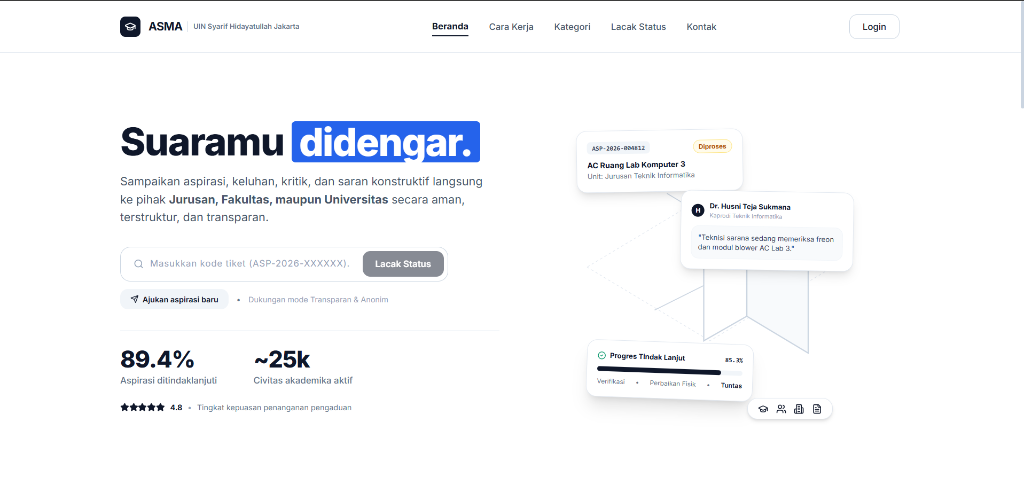 ASMA UIN Syarif Hidayatullah Jakarta
Beranda Cara Kerja Kategori Lacak Status Kontak
Login
Suaramu didengar.
Sampaikan aspirasi, keluhan, kritik, dan saran konstruktif langsung
ke pihak Jurusan, Fakultas, maupun Universitas secara aman,
terstruktur, dan transparan.
Masukkan kode tiket (ASP-2026-XXXXXX).
Lacak Status
Ajukan aspirasi baru • Dukungan mode Transparan & Anonim
89.4%
Aspirasi ditindaklanjuti
~25k
Civitas akademika aktif
4.8 • Tingkat kepuasan penanganan pengaduan
ASP-2026-004812
Diproses
AC Ruang Lab Komputer 3
Unit: Jurusan Teknik Informatika
H
Dr. Husni Teja Sukmana
Kaprodi Teknik Informatika
"Teknisi sarana sedang memeriksa freon
dan modul blower AC Lab 3."
Progres Tindak Lanjut
85.3%
Verifikasi • Perbaikan Fisik • Tuntas